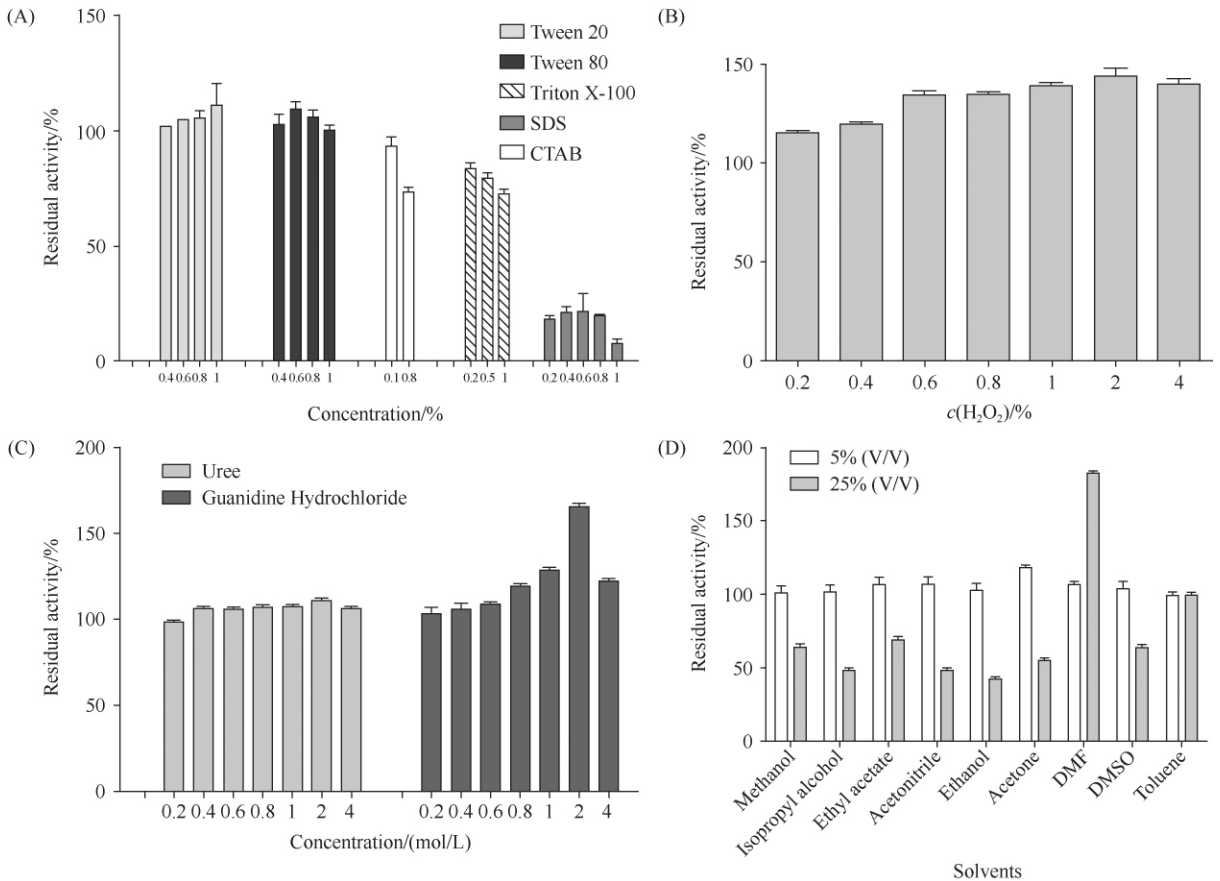 (A)
150
100
50
0
Residual activity/%
Tween 20
Tween 80
Triton X-100
SDS
CTAB
0.4 0.6 0.8 1
0.4 0.6 0.8 1
0.1 0.8
0.2 0.5 1
0.2 0.4 0.6 0.8 1
Concentration/%
(B)
150
100
50
0
Residual activity/%
0.2 0.4 0.6 0.8 1 2 4
c(H₂O₂)/%
(C)
200
150
100
50
0
Residual activity/%
Uree
Guanidine Hydrochloride
0.2 0.4 0.6 0.8 1 2 4
0.2 0.4 0.6 0.8 1 2 4
Concentration/(mol/L)
(D)
200
150
100
50
0
Residual activity/%
5% (V/V)
25% (V/V)
Methanol
Isopropyl alcohol
Ethyl acetate
Acetonitrile
Ethanol
Acetone
DMF
DMSO
Toluene
Solvents